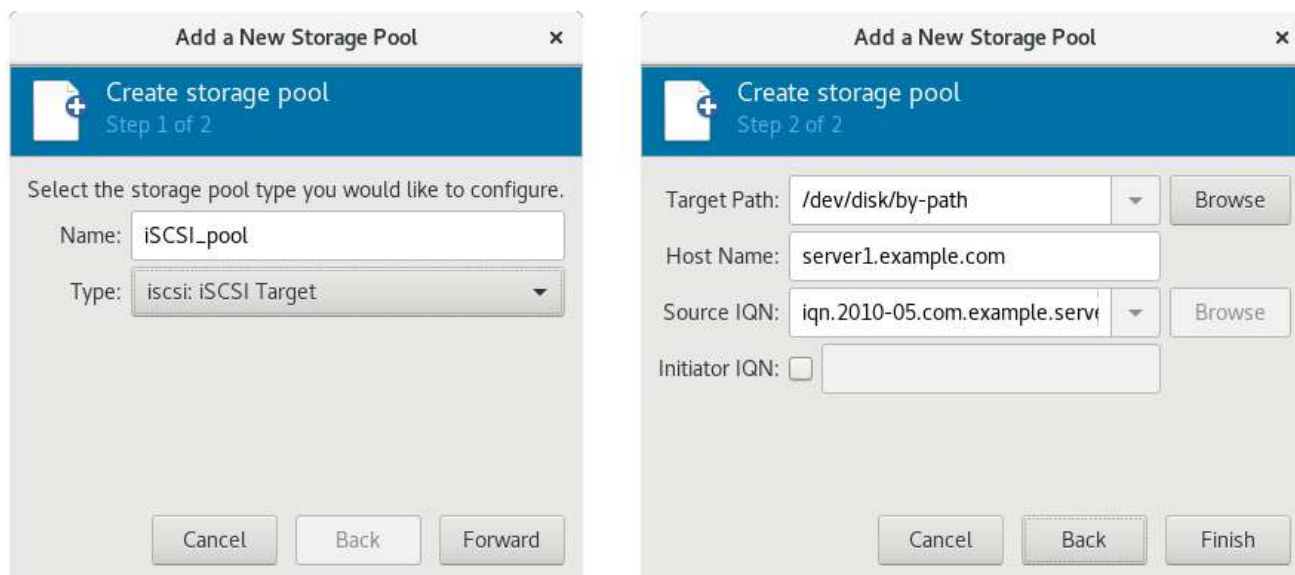 Add a New Storage Pool ×
Create storage pool
Step 1 of 2
Select the storage pool type you would like to configure.
Name: iSCSI_pool
Type: iscsi: iSCSI Target
Cancel Back Forward
Add a New Storage Pool ×
Create storage pool
Step 2 of 2
Target Path: /dev/disk/by-path Browse
Host Name: server1.example.com
Source IQN: iqn.2010-05.com.example.serve Browse
Initiator IQN:
Cancel Back Finish